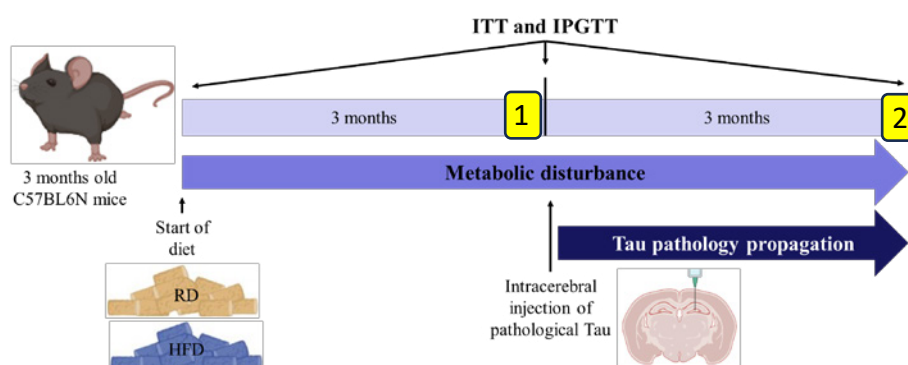 ITT and IPGTT
3 months
1
3 months
2
3 months old
C57BL6N mice
Metabolic disturbance
Start of
diet
Tau pathology propagation
RD
HFD
Intracerebral
injection of
pathological Tau